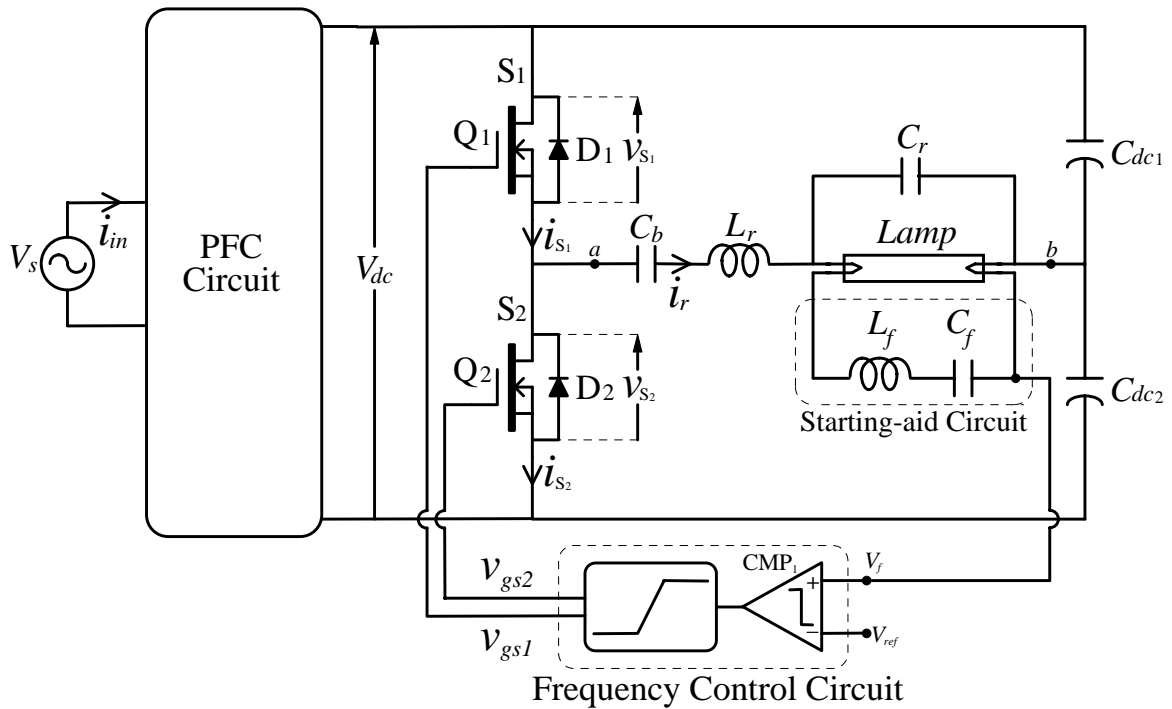 S1
Q1
D1
vS1
iS1
Vs
iin
PFC
Circuit
Vdc
a
Cb
ir
Lr
Cr
Lamp
b
Cdc1
S2
Q2
D2
vS2
iS2
Lf
Cf
Starting-aid Circuit
Cdc2
vgs2
vgs1
CMP1
+
−
Vf
Vref
Frequency Control Circuit